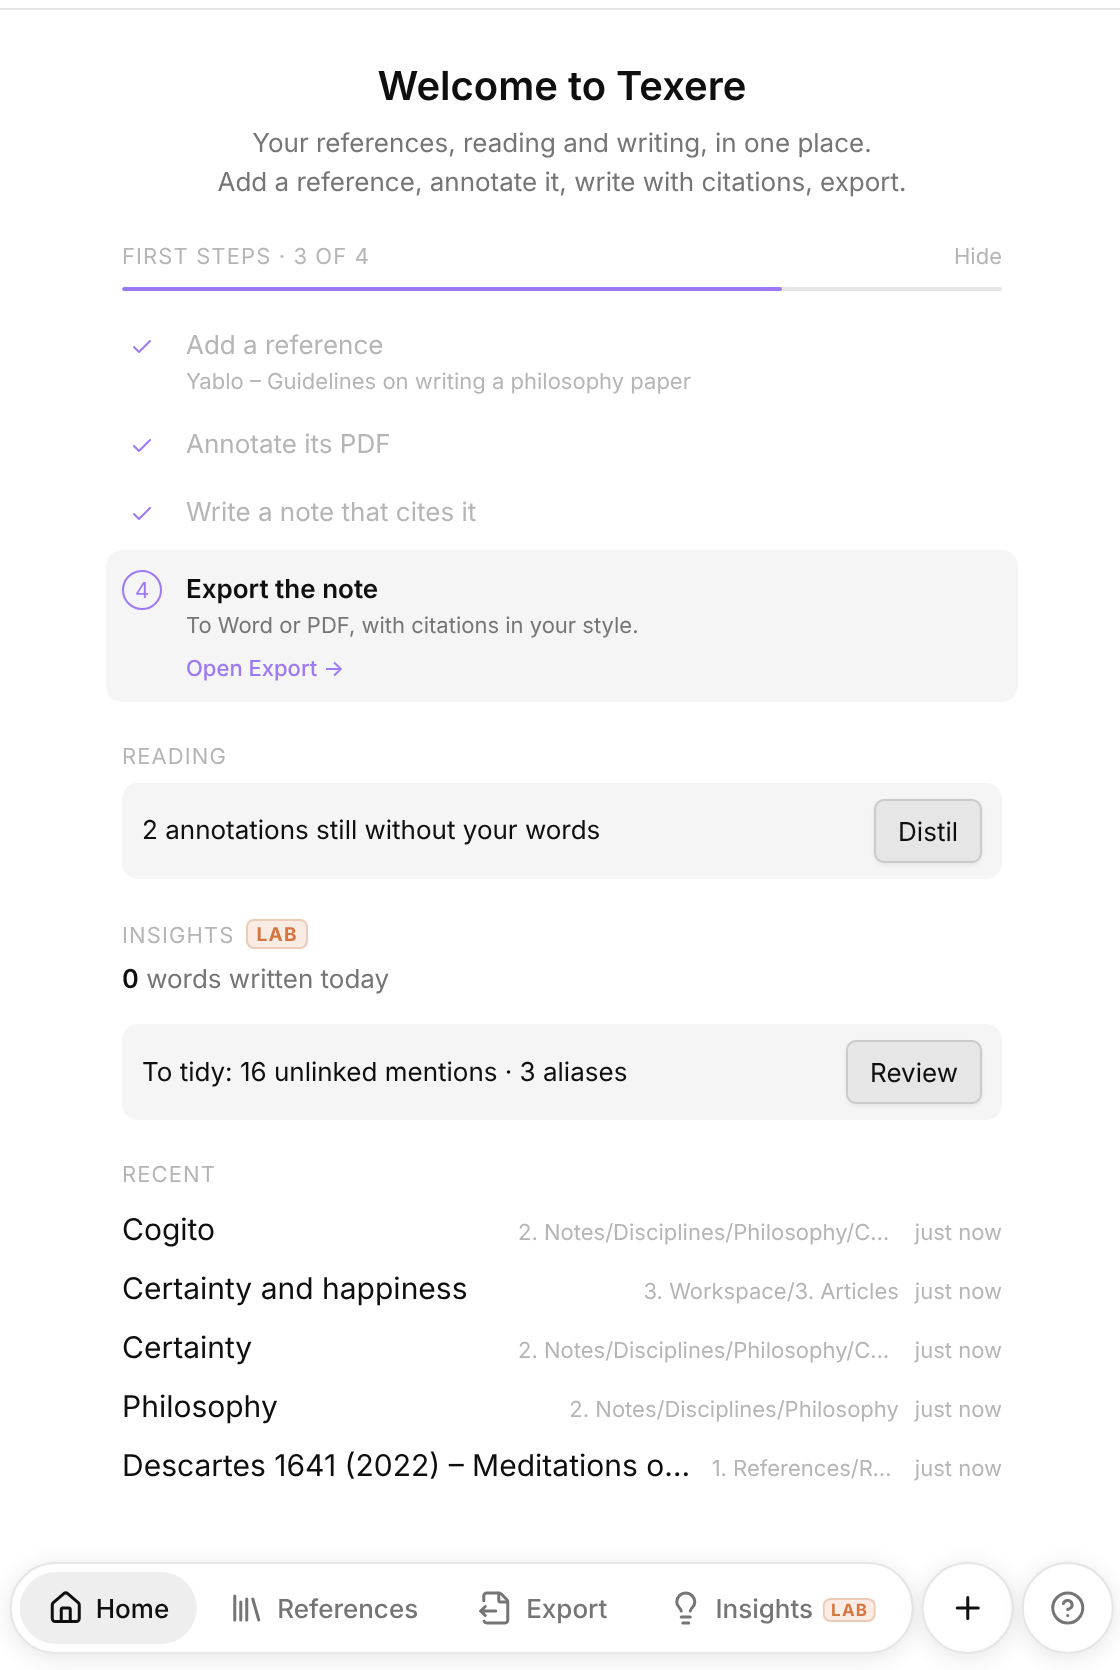 Welcome to Texere
Your references, reading and writing, in one place.
Add a reference, annotate it, write with citations, export.
FIRST STEPS · 3 OF 4 Hide
Add a reference
Yablo – Guidelines on writing a philosophy paper
Annotate its PDF
Write a note that cites it
4 Export the note
To Word or PDF, with citations in your style.
Open Export →
READING
2 annotations still without your words Distil
INSIGHTS LAB
0 words written today
To tidy: 16 unlinked mentions · 3 aliases Review
RECENT
Cogito 2. Notes/Disciplines/Philosophy/C... just now
Certainty and happiness 3. Workspace/3. Articles just now
Certainty 2. Notes/Disciplines/Philosophy/C... just now
Philosophy 2. Notes/Disciplines/Philosophy just now
Descartes 1641 (2022) – Meditations o... 1. References/R... just now
Home References Export Insights LAB